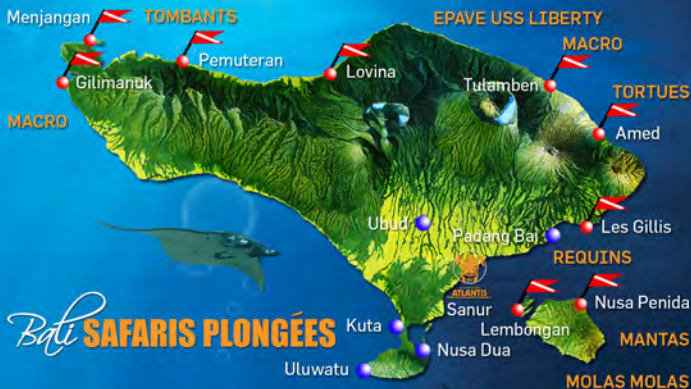 Menjangan
TOMBANTS
EPAVE USS LIBERTY
Pemuteran
Lovina
MACRO
Gilimanuk
Tulamben
TORTUES
MACRO
Amed
Ubud
Padang Baj
Les Gillis
REQUINS
ATLANTIS
Sanur
Nusa Penida
Lembongan
Bali SAFARIS PLONGÉES
Kuta
MANTAS
Nusa Dua
Uluwatu
MOLAS MOLAS